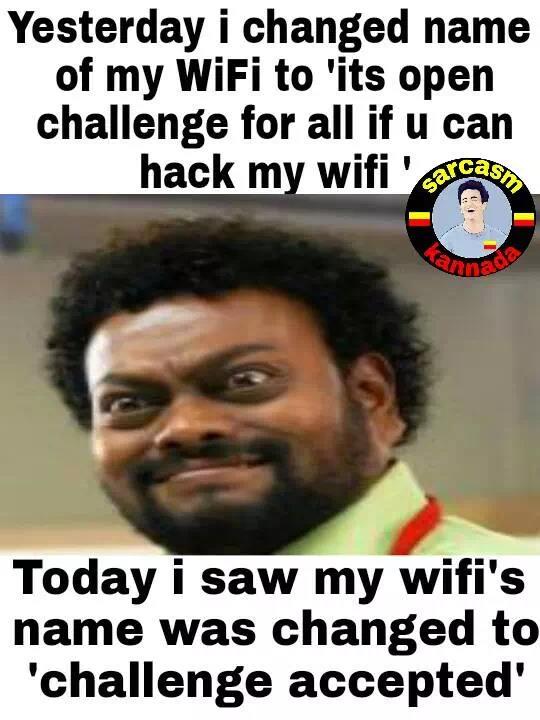 Yesterday i changed name
of my WiFi to 'its open
challenge for all if u can
hack my wifi '
sarcasm
kannada
Today i saw my wifi's
name was changed to
'challenge accepted'